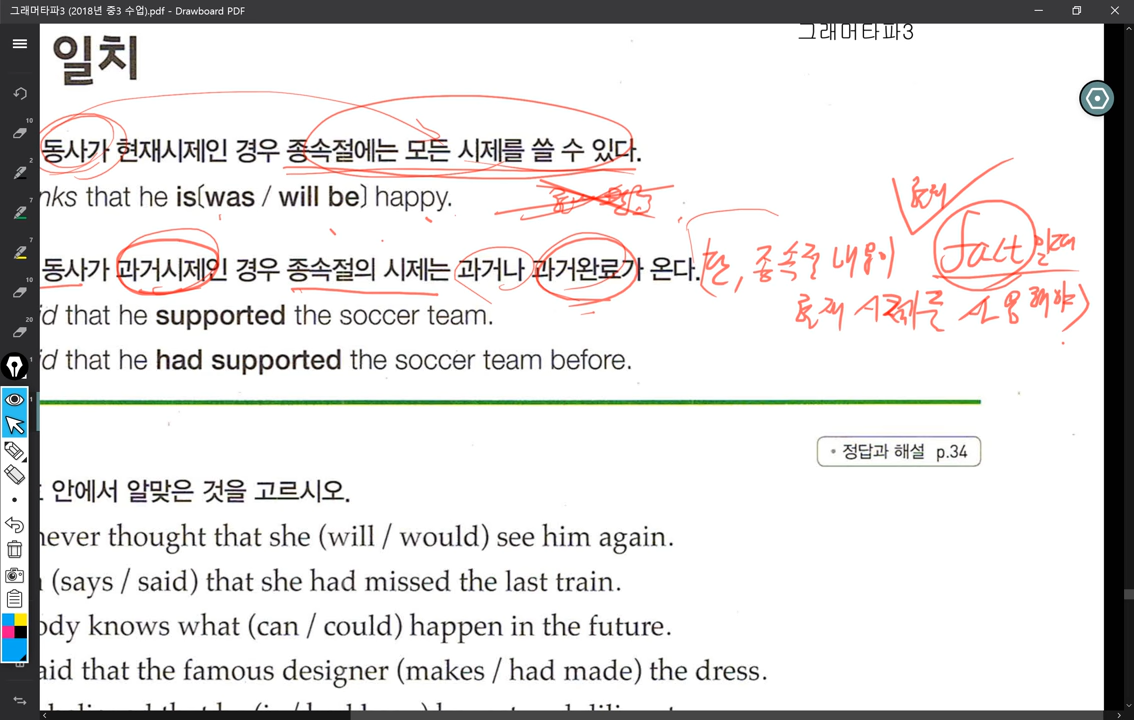 그래머타파3 (2018년 중3 수업).pdf - Drawboard PDF
그래머타파3
일치
동사가 현재시제인 경우 종속절에는 모든 시제를 쓸 수 있다.
nks that he is(was / will be) happy.
동사가 과거시제인 경우 종속절의 시제는 과거나 과거완료가 온다.
(단, 종속절 내용이 fact일때
현재 시제를 사용해야)
id that he supported the soccer team.
id that he had supported the soccer team before.
• 정답과 해설 p.34
안에서 알맞은 것을 고르시오.
never thought that she (will / would) see him again.
(says / said) that she had missed the last train.
ody knows what (can / could) happen in the future.
aid that the famous designer (makes / had made) the dress.